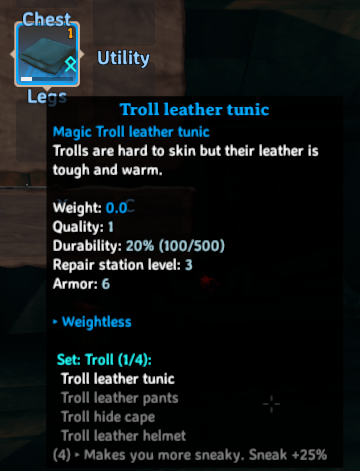 Chest
1
Utility
Legs
Troll leather tunic
Magic Troll leather tunic
Trolls are hard to skin but their leather is
tough and warm.
Weight: 0.0
Quality: 1
Durability: 20% (100/500)
Repair station level: 3
Armor: 6
‣ Weightless
Set: Troll (1/4):
Troll leather tunic
Troll leather pants
Troll hide cape
Troll leather helmet
(4) ‣ Makes you more sneaky. Sneak +25%